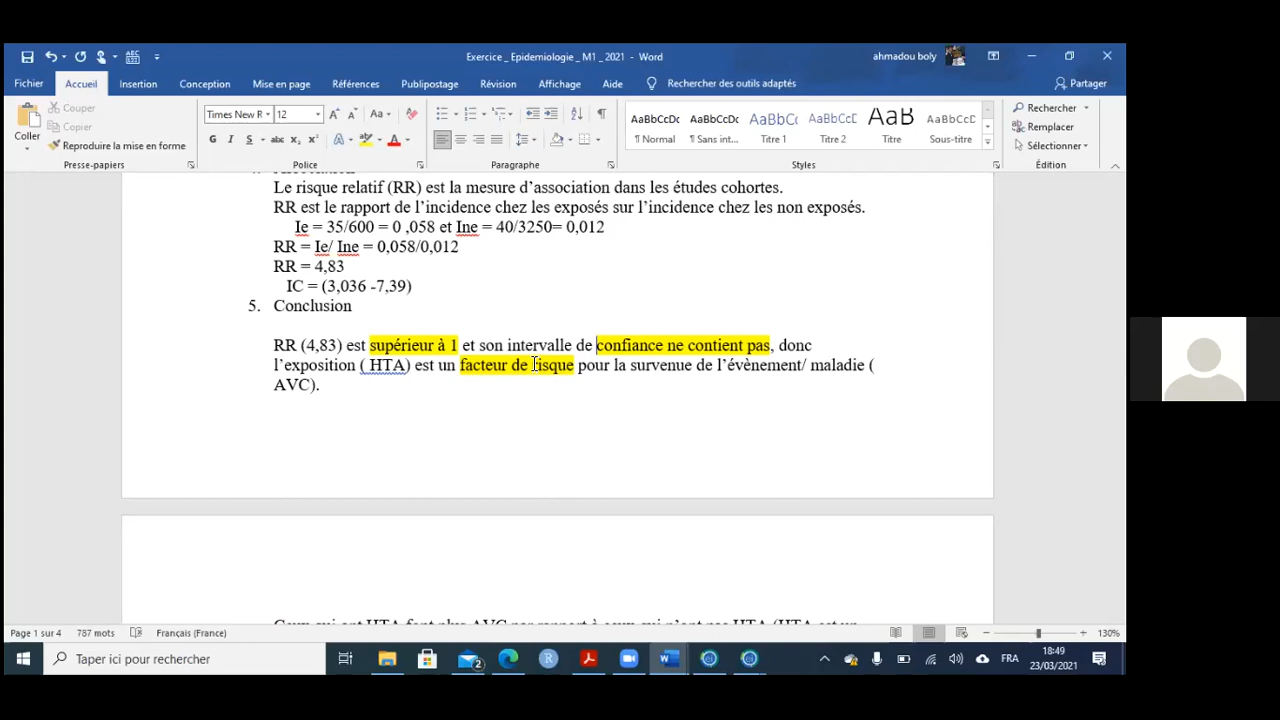 Exercice _ Epidemiologie _ M1 _ 2021 - Word
ahmadou boly
Fichier Accueil Insertion Conception Mise en page Références Publipostage Révision Affichage Aide Rechercher des outils adaptés Partager
Coller
Couper
Copier
Reproduire la mise en forme
Presse-papiers
Times New R 12
Police
Paragraphe
AaBbCcDc AaBbCcDc AaBbCc AaBbCcD AaB AaBbCcD
¶ Normal ¶ Sans int... Titre 1 Titre 2 Titre Sous-titre
Styles
Rechercher
Remplacer
Sélectionner
Édition
Le risque relatif (RR) est la mesure d'association dans les études cohortes.
RR est le rapport de l'incidence chez les exposés sur l'incidence chez les non exposés.
Ie = 35/600 = 0 ,058 et Ine = 40/3250= 0,012
RR = Ie/ Ine = 0,058/0,012
RR = 4,83
IC = (3,036 -7,39)
5. Conclusion
RR (4,83) est supérieur à 1 et son intervalle de confiance ne contient pas, donc
l'exposition ( HTA) est un facteur de risque pour la survenue de l'évènement/ maladie (
AVC).
Page 1 sur 4 787 mots Français (France) 130%
Taper ici pour rechercher
2
FRA
18:49
23/03/2021